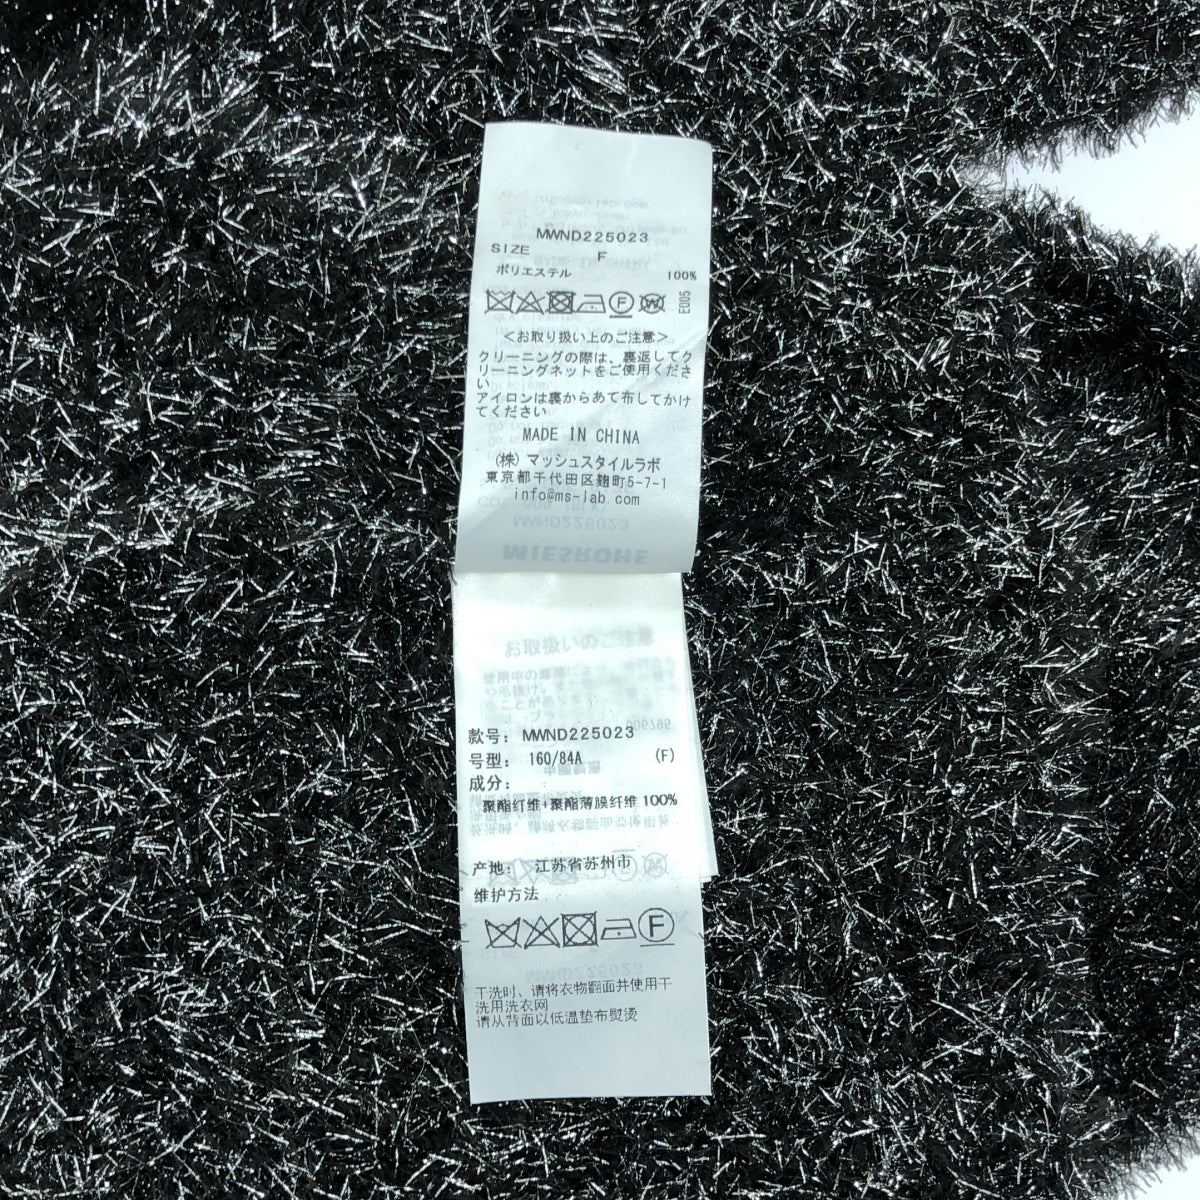 MWND225023
SIZE F
ポリエステル 100%
E005
<お取り扱い上のご注意>
クリーニングの際は、裏返してク
リーニングネットをご使用くださ
い
アイロンは裏からあて布してかけ
てください
MADE IN CHINA
(株) マッシュスタイルラボ
東京都千代田区麹町5-7-1
info@ms-lab.com
お取扱いのご注意
款号: MWND225023
号型: 160/84A (F)
成分:
聚酯纤维+聚酯薄膜纤维 100%
产地: 江苏省苏州市
维护方法
F
干洗时、请将衣物翻面并使用干
洗用洗衣网
请从背面以低温垫布熨烫